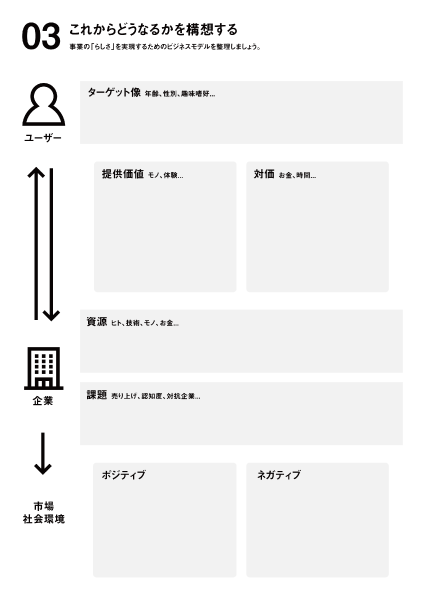 03 これからどうなるかを構想する
事業の「らしさ」を実現するためのビジネスモデルを整理しましょう。
ターゲット像 年齢、性別、趣味嗜好...
ユーザー
提供価値 モノ、体験...
対価 お金、時間...
資源 ヒト、技術、モノ、お金...
企業
課題 売り上げ、認知度、対抗企業...
ポジティブ
ネガティブ
市場
社会環境